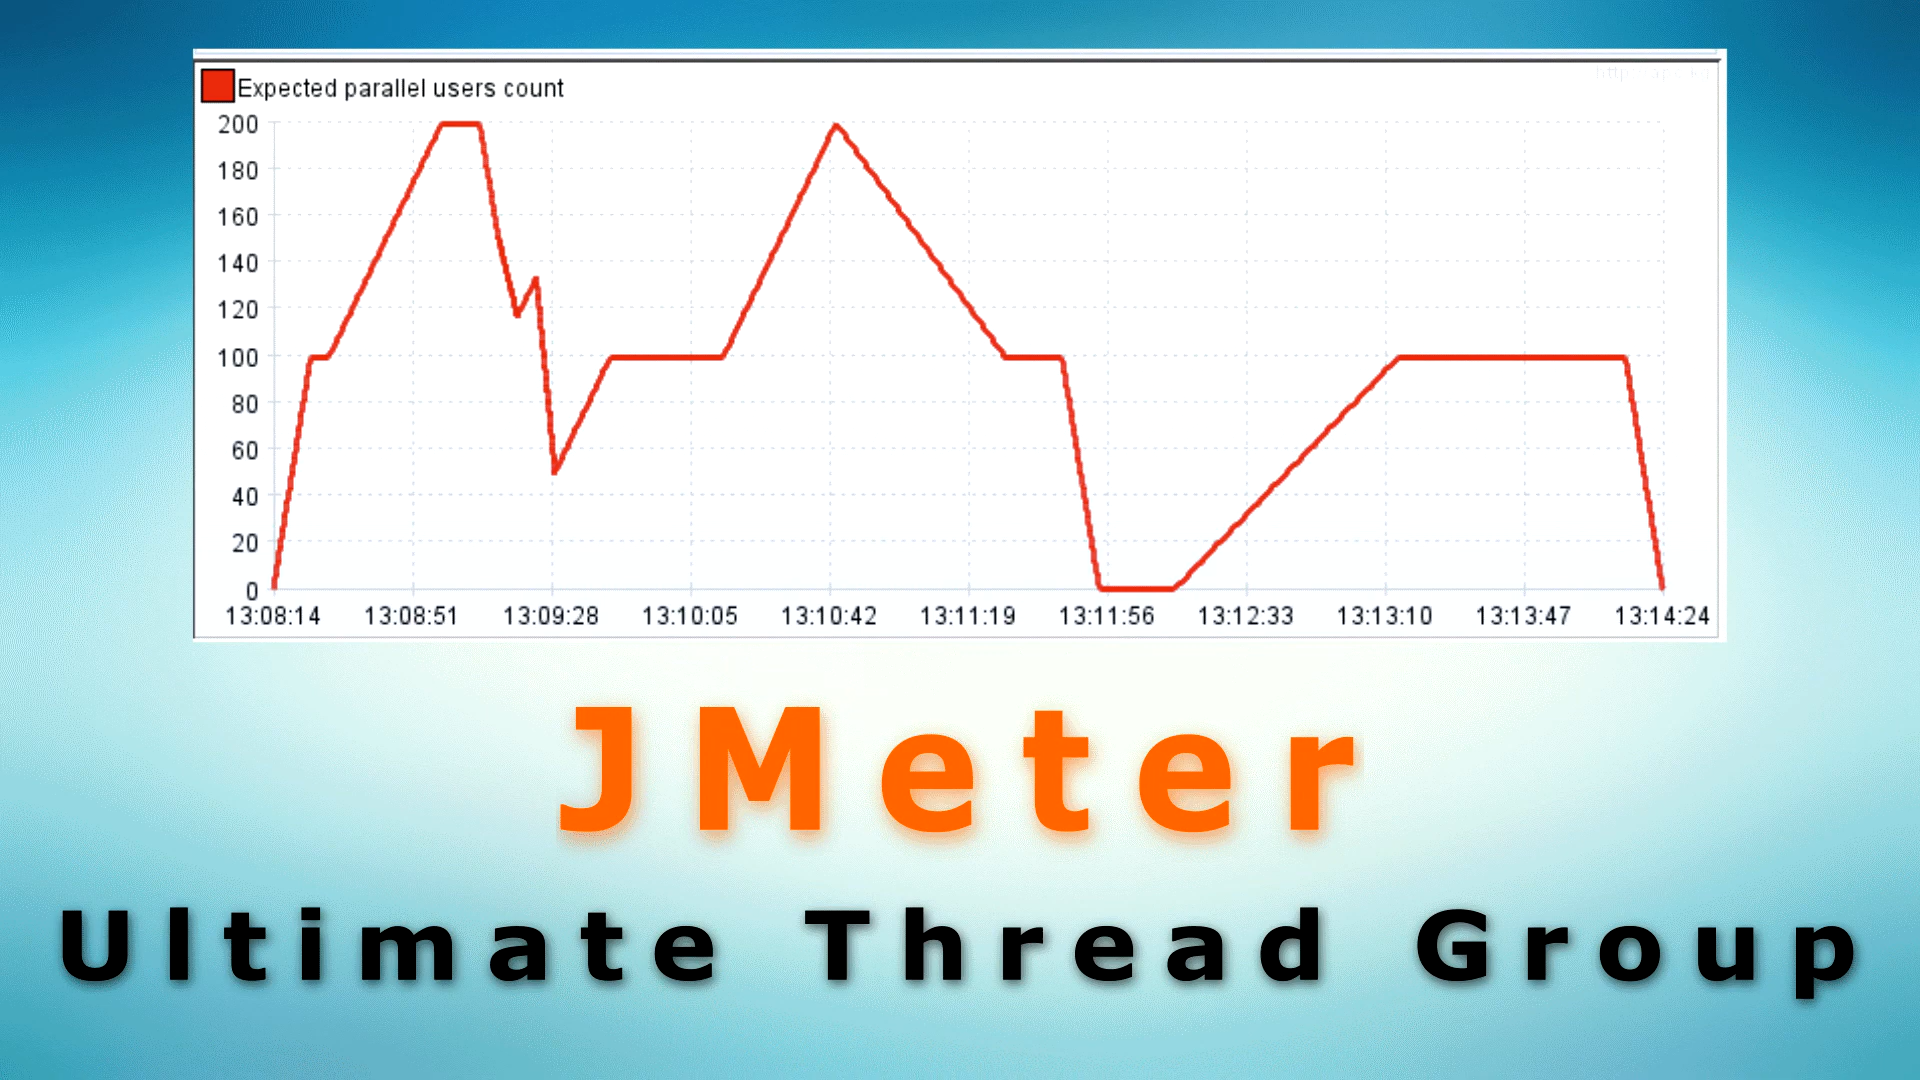 Expected parallel users count
200
180
160
140
120
100
80
60
40
20
0
13:08:14 13:08:51 13:09:28 13:10:05 13:10:42 13:11:19 13:11:56 13:12:33 13:13:10 13:13:47 13:14:24
JMeter
Ultimate Thread Group